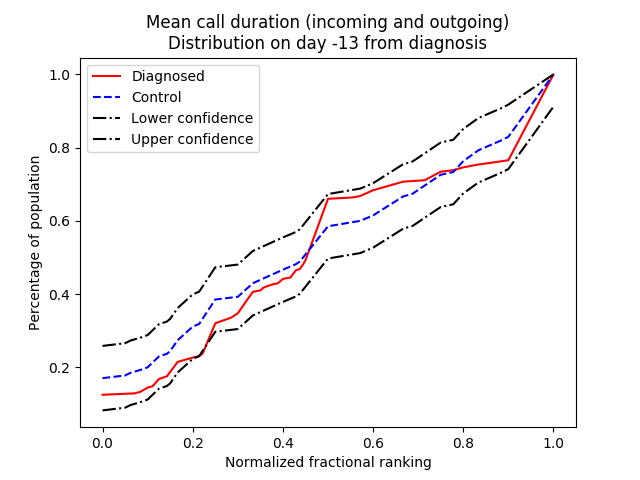 Mean call duration (incoming and outgoing)
Distribution on day -13 from diagnosis
Diagnosed
Control
Lower confidence
Upper confidence
Percentage of population
1.0
0.8
0.6
0.4
0.2
0.0 0.2 0.4 0.6 0.8 1.0
Normalized fractional ranking